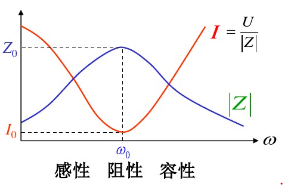 I = U/|Z|
Z₀
|Z|
I₀
ω₀
ω
感性 阻性 容性